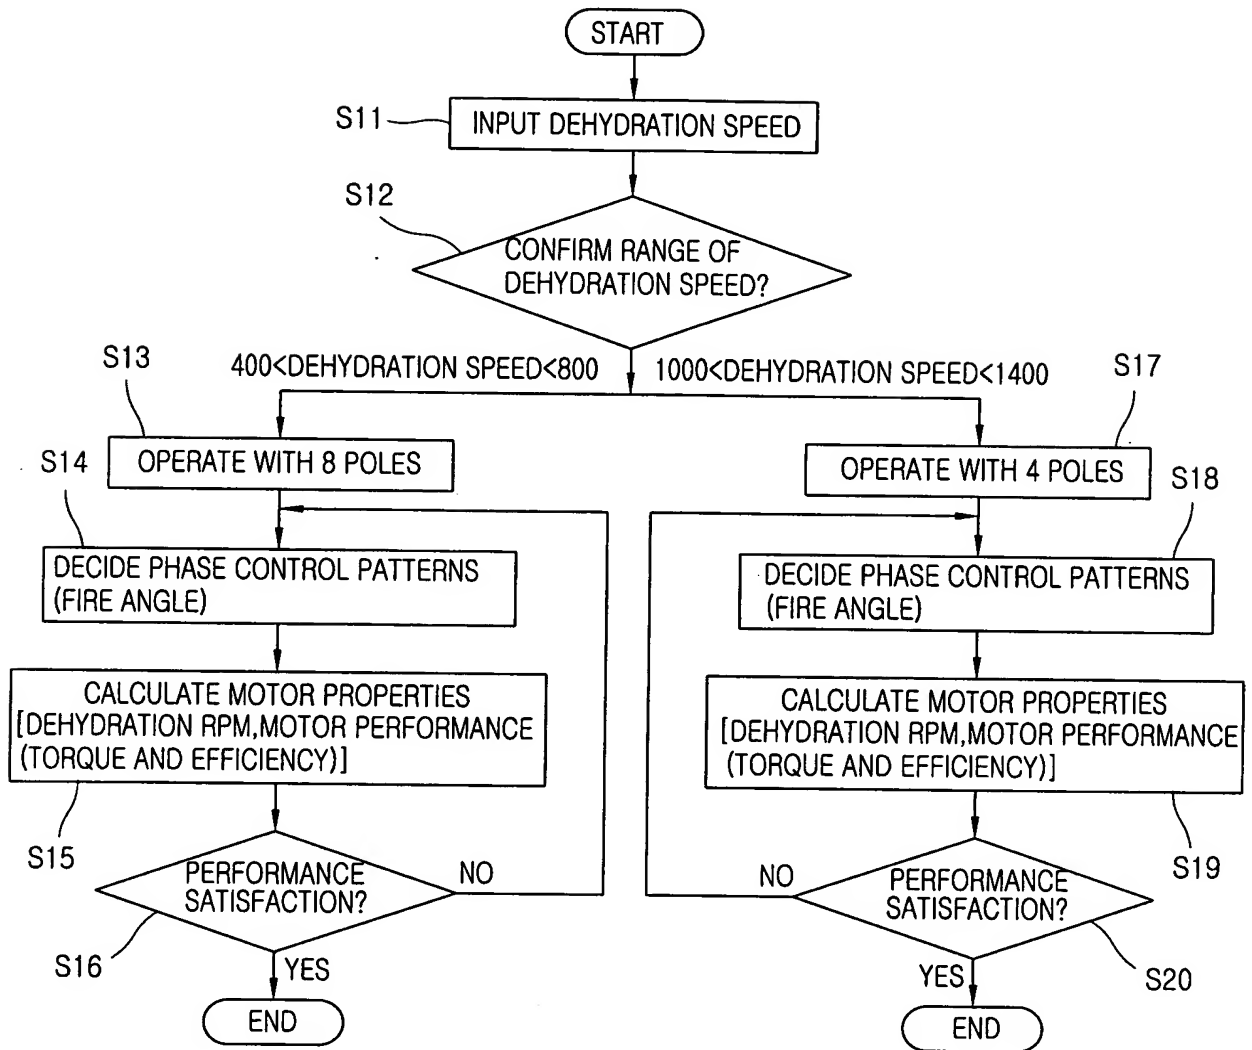 START
S11
INPUT DEHYDRATION SPEED
S12
CONFIRM RANGE OF
DEHYDRATION SPEED?
400<DEHYDRATION SPEED<800
1000<DEHYDRATION SPEED<1400
S13
OPERATE WITH 8 POLES
S14
DECIDE PHASE CONTROL PATTERNS
(FIRE ANGLE)
CALCULATE MOTOR PROPERTIES
[DEHYDRATION RPM,MOTOR PERFORMANCE
(TORQUE AND EFFICIENCY)]
S15
PERFORMANCE
SATISFACTION?
NO
S16
YES
END
S17
OPERATE WITH 4 POLES
S18
DECIDE PHASE CONTROL PATTERNS
(FIRE ANGLE)
CALCULATE MOTOR PROPERTIES
[DEHYDRATION RPM,MOTOR PERFORMANCE
(TORQUE AND EFFICIENCY)]
S19
NO
PERFORMANCE
SATISFACTION?
S20
YES
END